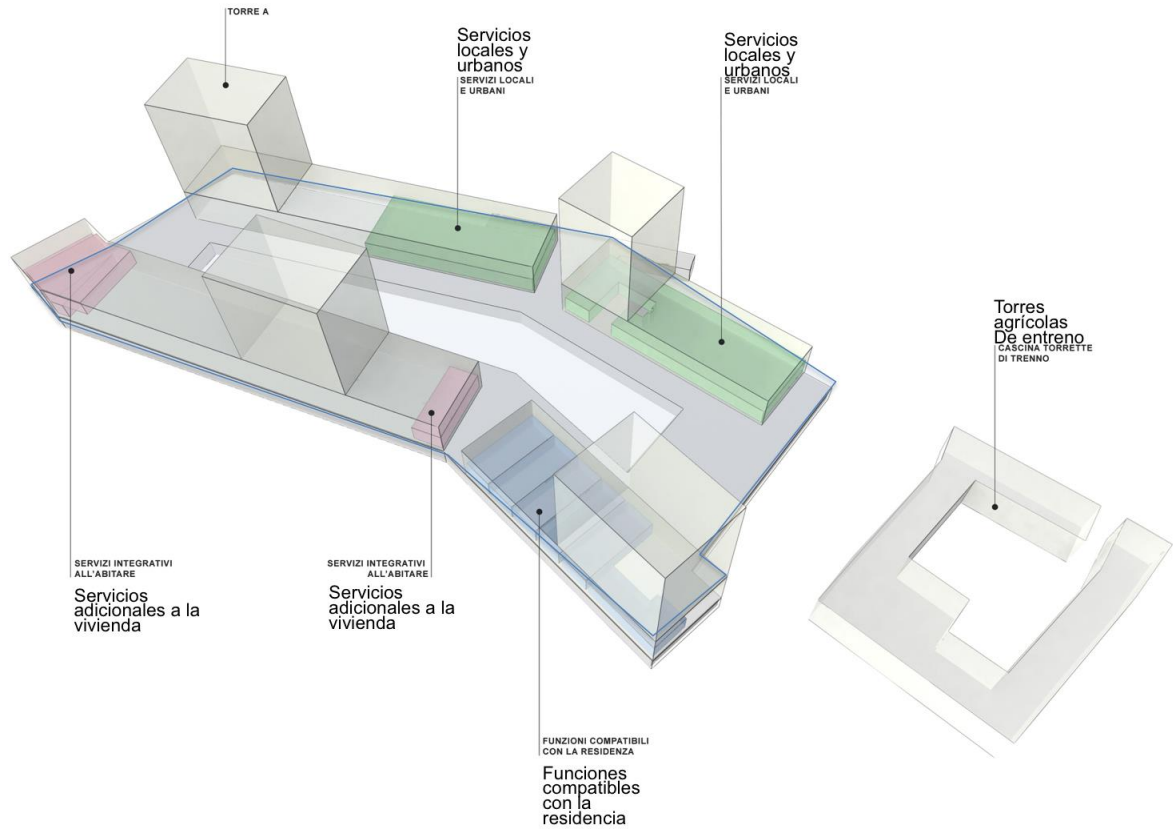 TORRE A
Servicios
locales y
urbanos
SERVIZI LOCALI
E URBANI
Servicios
locales y
urbanos
SERVIZI LOCALI
E URBANI
Torres
agrícolas
De entreno
CASCINA TORRETTE
DI TRENNO
SERVIZI INTEGRATIVI
ALL'ABITARE
Servicios
adicionales a la
vivienda
SERVIZI INTEGRATIVI
ALL'ABITARE
Servicios
adicionales a la
vivienda
FUNZIONI COMPATIBILI
CON LA RESIDENZA
Funciones
compatibles
con la
residencia